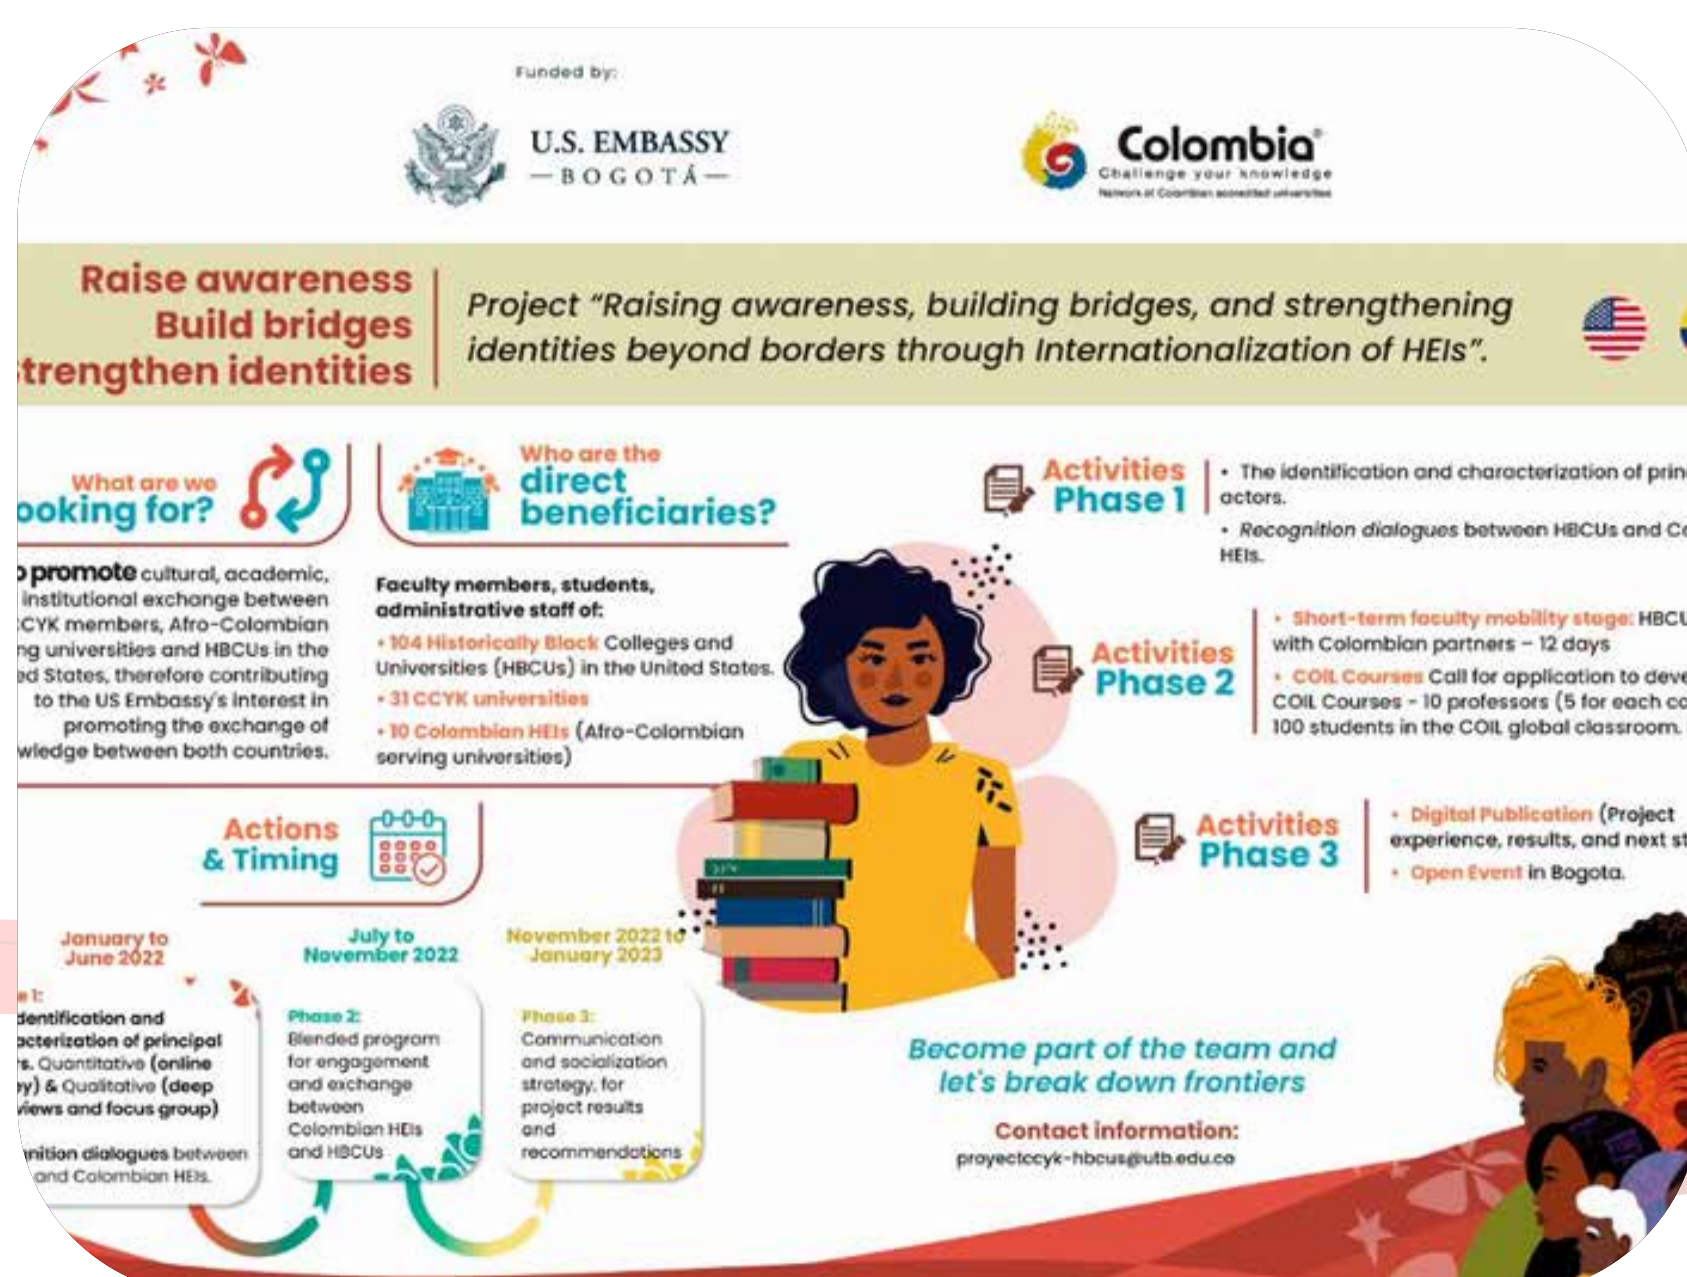 Funded by:
U.S. EMBASSY
— BOGOTÁ —
Colombia®
Challenge your knowledge
Network of Colombian accredited universities
Raise awareness
Build bridges
trengthen identities
Project “Raising awareness, building bridges, and strengthening
identities beyond borders through Internationalization of HEIs”.
What are we
ooking for?
promote cultural, academic,
institutional exchange between
CYK members, Afro-Colombian
ng universities and HBCUs in the
ed States, therefore contributing
to the US Embassy's interest in
promoting the exchange of
wledge between both countries.
Who are the
direct
beneficiaries?
Faculty members, students,
administrative staff of:
• 104 Historically Black Colleges and
Universities (HBCUs) in the United States.
• 31 CCYK universities
• 10 Colombian HEIs (Afro-Colombian
serving universities)
Activities
Phase 1
• The identification and characterization of prin
actors.
• Recognition dialogues between HBCUs and Co
HEIs.
Activities
Phase 2
• Short-term faculty mobility stage: HBCU
with Colombian partners – 12 days
• COIL Courses Call for application to deve
COIL Courses - 10 professors (5 for each co
100 students in the COIL global classroom.
Activities
Phase 3
• Digital Publication (Project
experience, results, and next st
• Open Event in Bogota.
Actions
& Timing
January to
June 2022
e 1:
dentification and
acterization of principal
rs. Quantitative (online
ey) & Qualitative (deep
views and focus group)
nition dialogues between
and Colombian HEIs.
July to
November 2022
Phase 2:
Blended program
for engagement
and exchange
between
Colombian HEIs
and HBCUs
November 2022 to
January 2023
Phase 3:
Communication
and socialization
strategy, for
project results
and
recommendations
Become part of the team and
let's break down frontiers
Contact information:
proyectccyk-hbcus@utb.edu.co